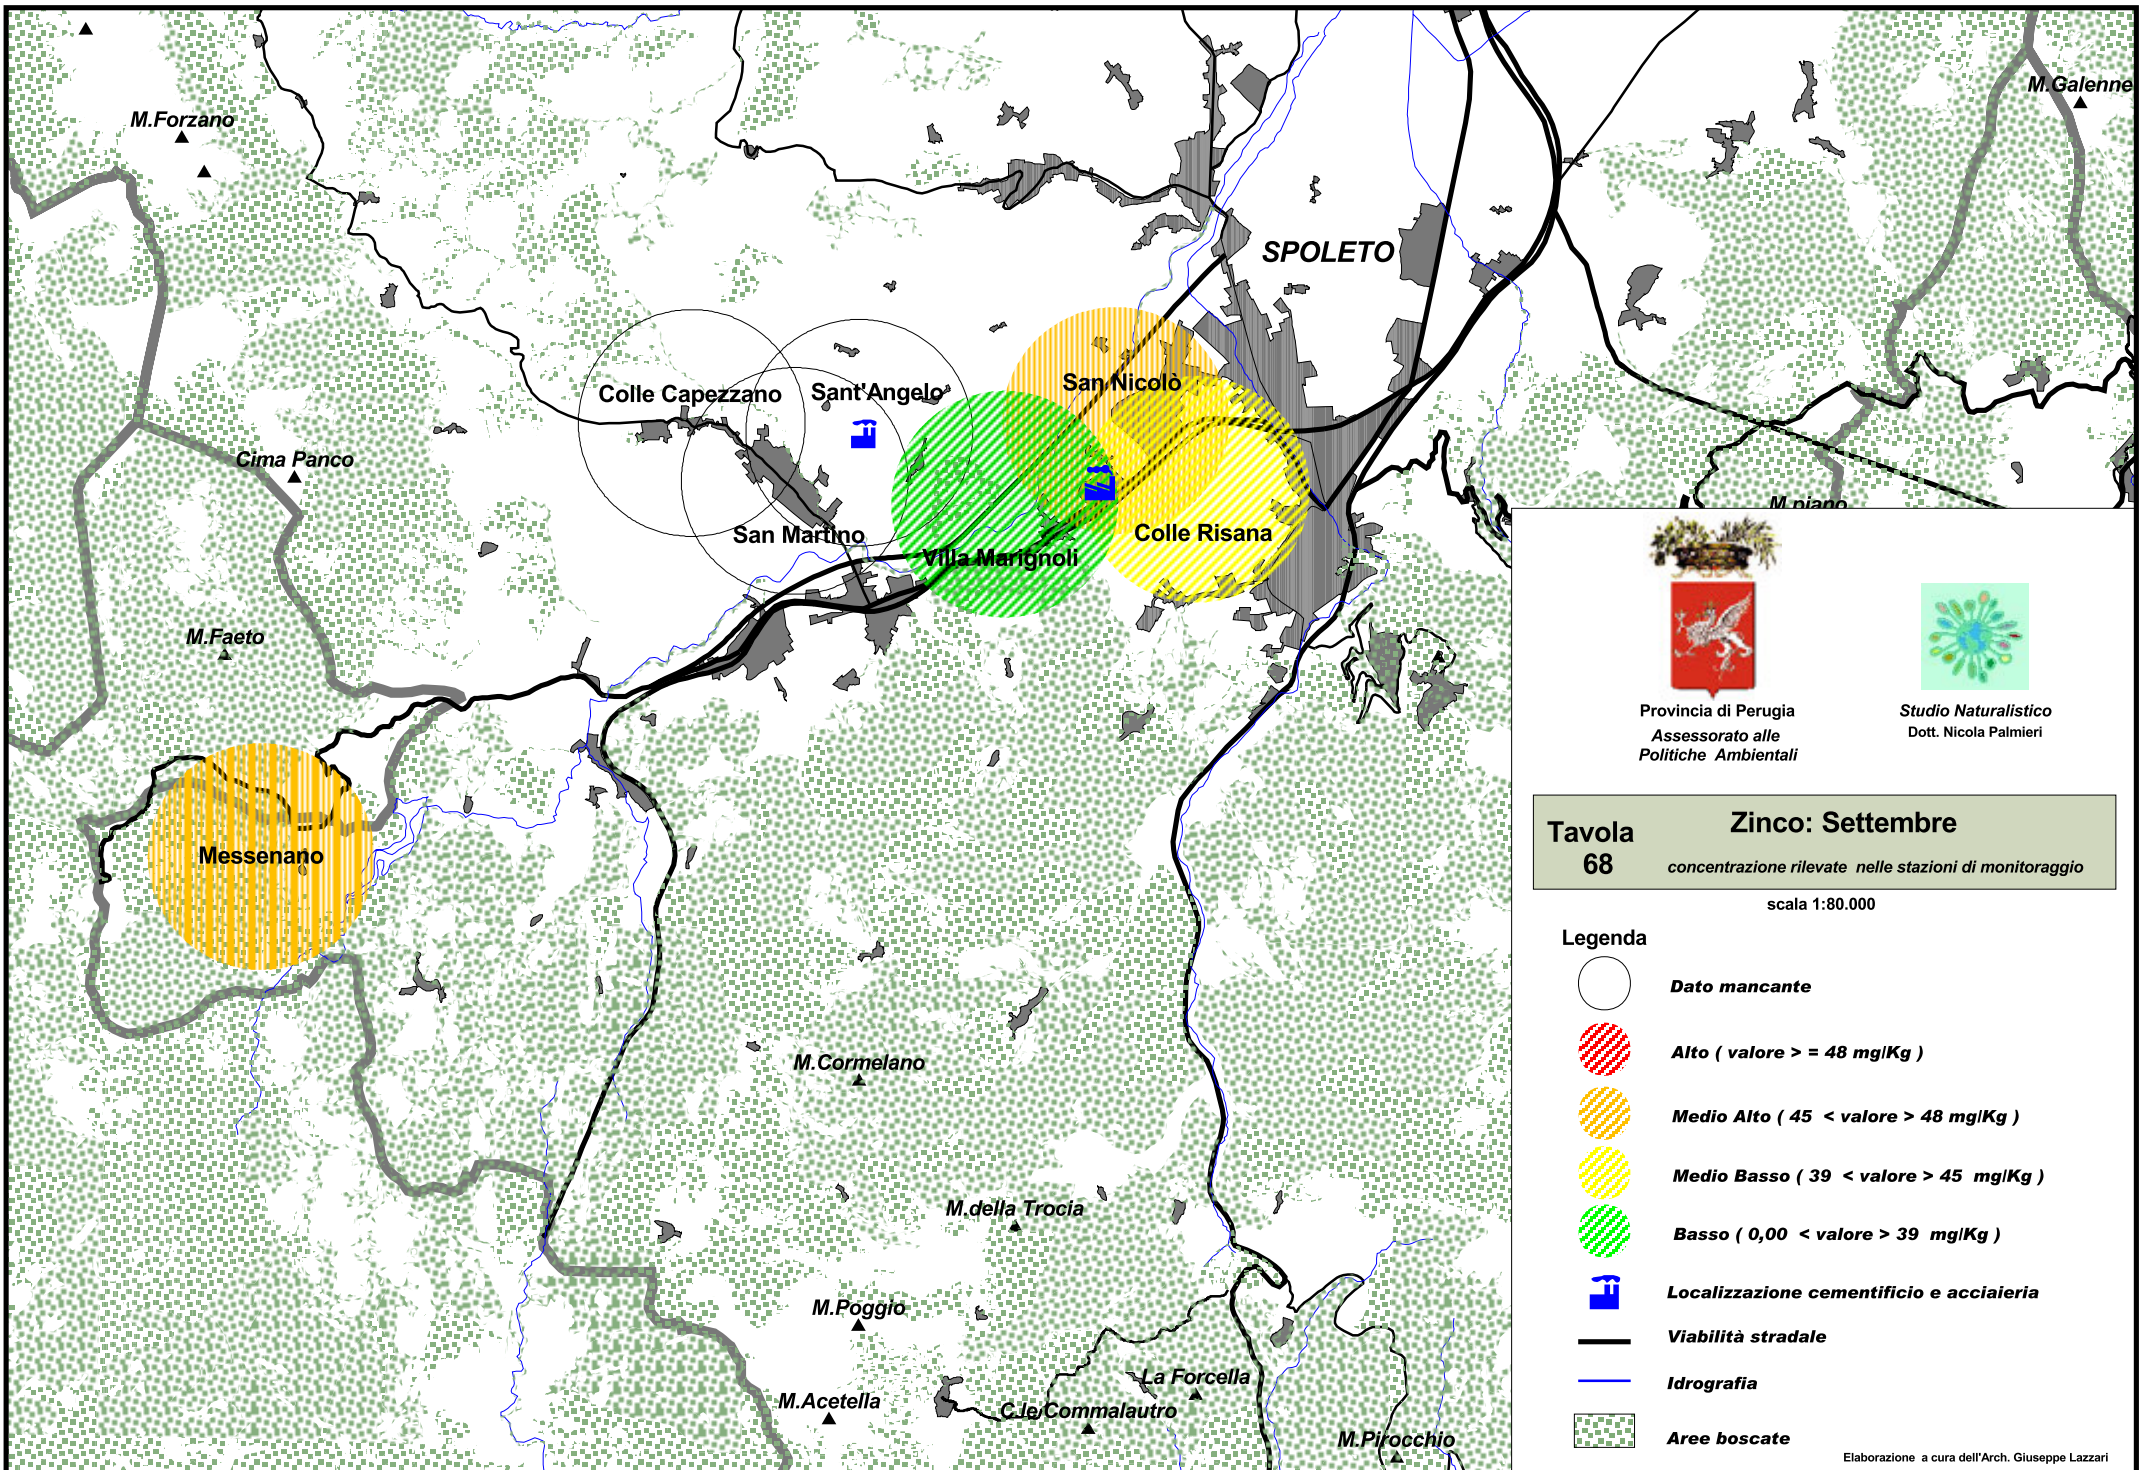 M.Galenne
M.Forzano
SPOLETO
San Nicolò
Colle Capezzano
Sant'Angelo
Cima Panco
M.piano
San Martino
Colle Risana
Villa Marignoli
M.Faeto
Messenano
M.Cormelano
M.della Trocia
M.Poggio
La Forcella
M.Acetella
C.le Commalautro
M.Pirocchio
Provincia di Perugia
Assessorato alle
Politiche Ambientali
Studio Naturalistico
Dott. Nicola Palmieri
Tavola
68
Zinco: Settembre
concentrazione rilevate nelle stazioni di monitoraggio
scala 1:80.000
Legenda
Dato mancante
Alto ( valore > = 48 mg/Kg )
Medio Alto ( 45 < valore > 48 mg/Kg )
Medio Basso ( 39 < valore > 45 mg/Kg )
Basso ( 0,00 < valore > 39 mg/Kg )
Localizzazione cementificio e acciaieria
Viabilità stradale
Idrografia
Aree boscate
Elaborazione a cura dell'Arch. Giuseppe Lazzari